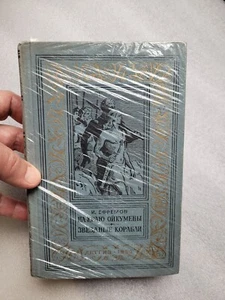 И. ЕФРЕМОВ
НА КРАЮ ОЙКУМЕНЫ
ЗВЕЗДНЫЕ КОРАБЛИ